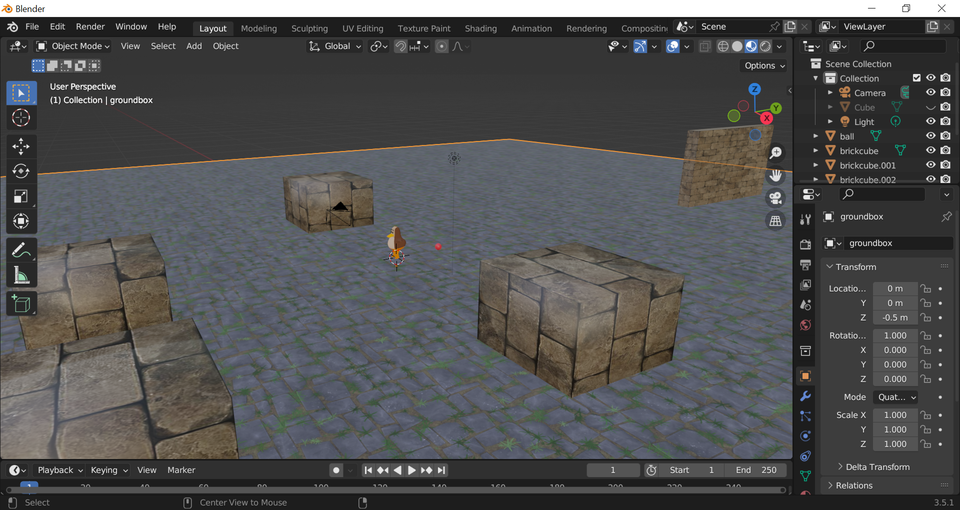 Blender
File Edit Render Window Help
Layout Modeling Sculpting UV Editing Texture Paint Shading Animation Rendering Compositin
Scene
ViewLayer
Object Mode View Select Add Object
Global
Options
User Perspective
(1) Collection | groundbox
Z
Y
X
Scene Collection
Collection
Camera
Cube
Light
ball
brickcube
brickcube.001
brickcube.002
groundbox
groundbox
Transform
Locatio... 0 m
Y 0 m
Z -0.5 m
Rotatio... 1.000
X 0.000
Y 0.000
Z 0.000
Mode Quat...
Scale X 1.000
Y 1.000
Z 1.000
Delta Transform
Relations
Playback Keying View Marker
1
Start 1 End 250
Select
Center View to Mouse
3.5.1